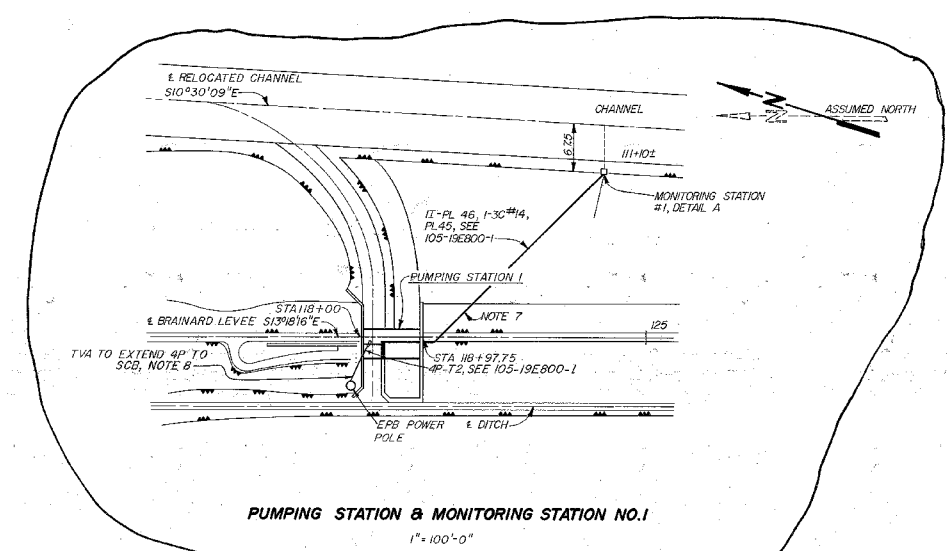 ℄ RELOCATED CHANNEL
S10°30'09"E
CHANNEL
N
N
ASSUMED NORTH
67.5
111+10±
MONITORING STATION
#1, DETAIL A
II-PL 46, 1-3C#14,
PL45, SEE
105-19E800-1
PUMPING STATION 1
NOTE 7
STA 118+00
℄ BRAINARD LEVEE S13°18'16"E
125
TVA TO EXTEND 4P TO
SCB, NOTE 8
STA 118+97.75
4P-T2, SEE 105-19E800-1
EPB POWER
POLE
℄ DITCH
PUMPING STATION & MONITORING STATION NO.1
1"=100'-0"